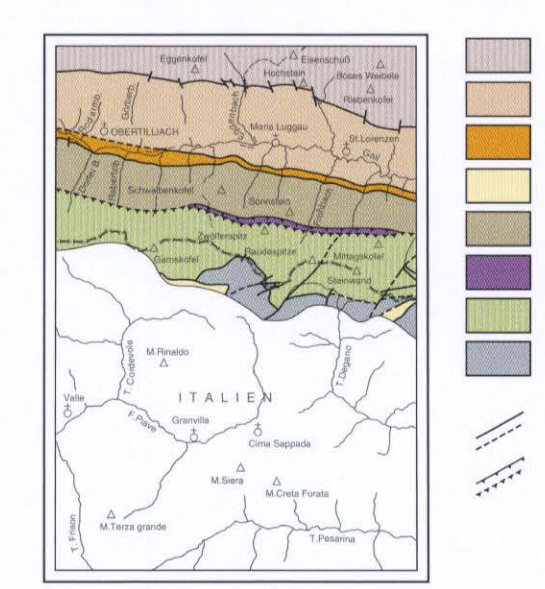 Eggenkofel
Eisenschuß
Hochstein
Böses Weibele
Riebenkofel
OBERTILLIACH
Maria Luggau
St.Lorenzen
Gail
Schwalbenkofel
Sonnstein
Zwölferspitz
Raudespitze
Mittagskofel
Gamskofel
Steinwand
M.Rinaldo
T.Cordevole
T.Degano
ITALIEN
Valle
F.Piave
Granvilla
Cima Sappada
M.Siera
M.Creta Forata
M.Terza grande
T.Frison
T.Pesarina